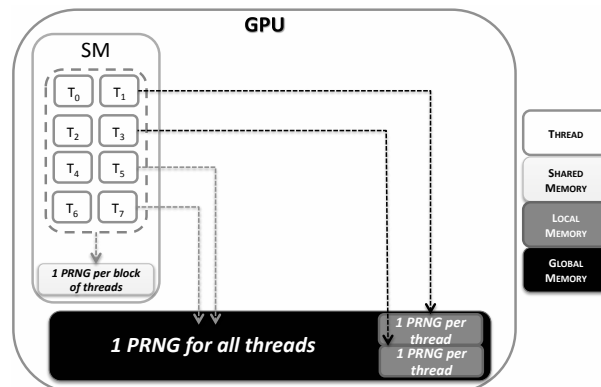 GPU
SM
T0 T1
T2 T3
T4 T5
T6 T7
1 PRNG per block
of threads
1 PRNG for all threads
1 PRNG per
thread
1 PRNG per
thread
THREAD
SHARED
MEMORY
LOCAL
MEMORY
GLOBAL
MEMORY